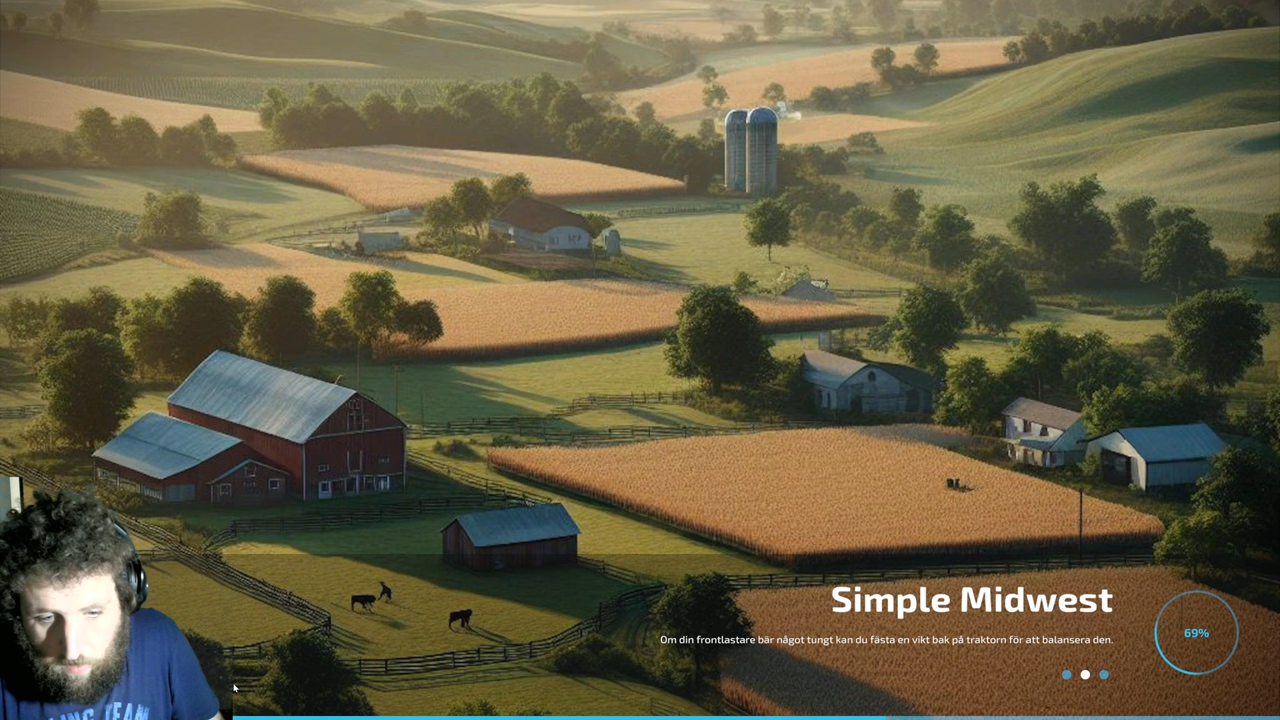 Simple Midwest
Om din frontlastare bär något tungt kan du fästa en vikt bak på traktorn för att balansera den.
69%
TEAM